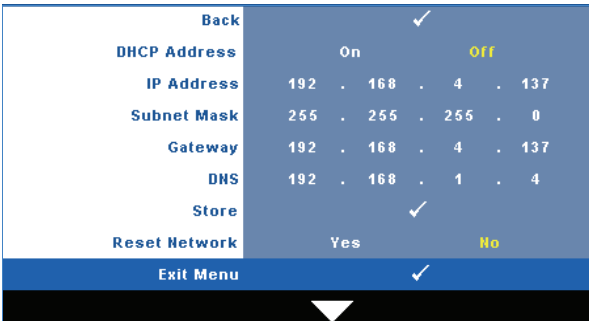 Back ✓
DHCP Address On Off
IP Address 192 . 168 . 4 . 137
Subnet Mask 255 . 255 . 255 . 0
Gateway 192 . 168 . 4 . 137
DNS 192 . 168 . 1 . 4
Store ✓
Reset Network Yes No
Exit Menu ✓